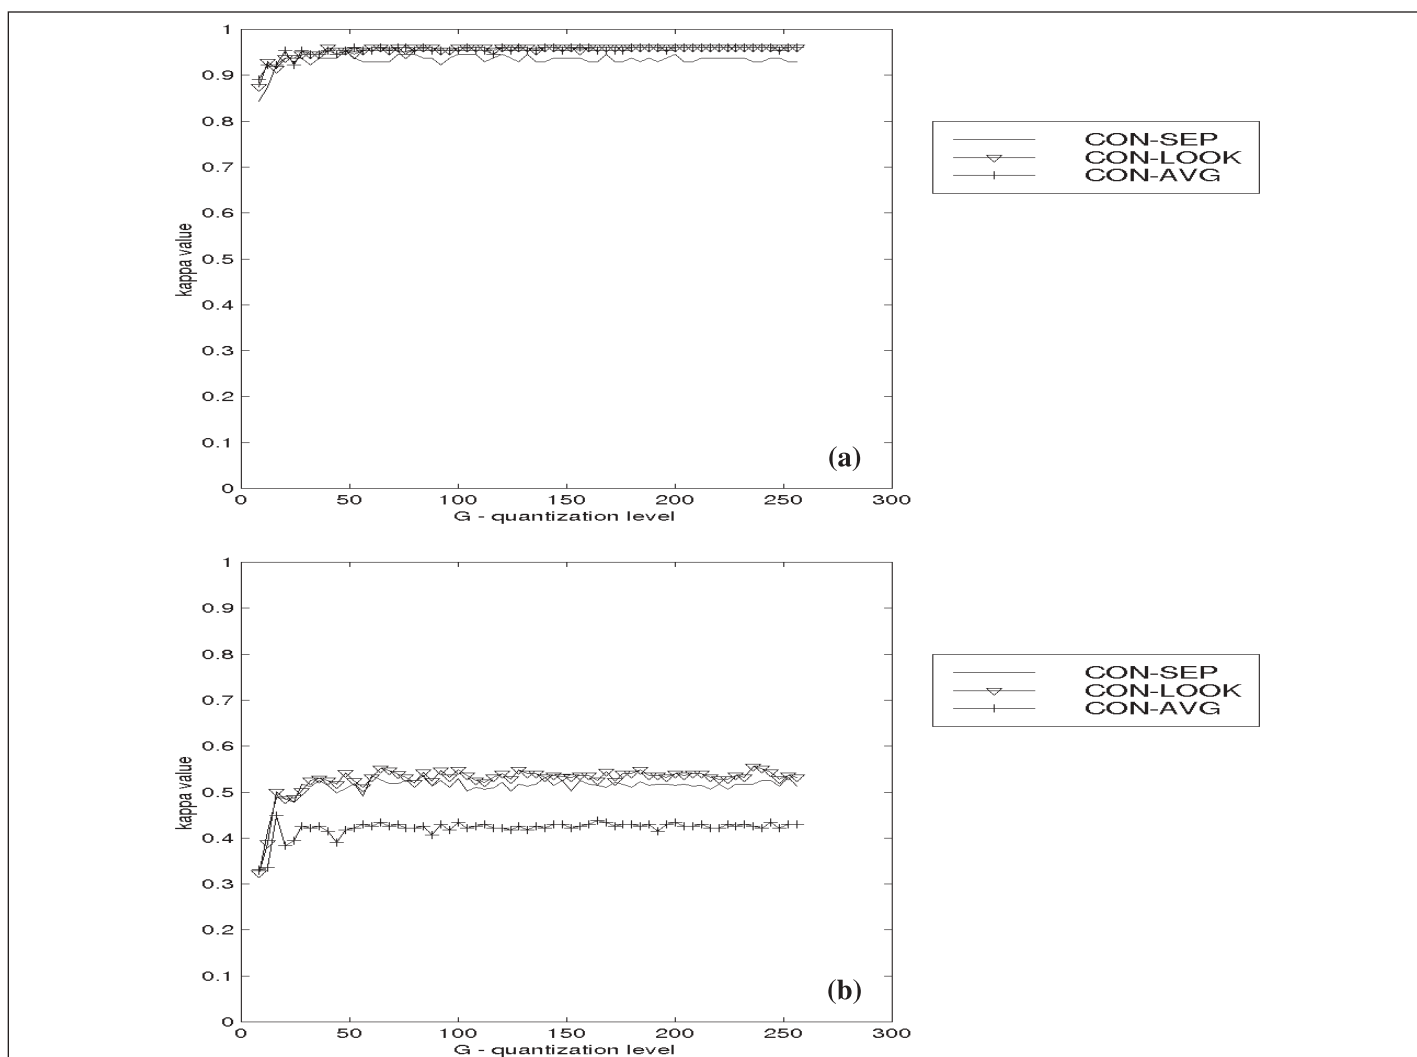 1
0.9
0.8
0.7
0.6
0.5
0.4
0.3
0.2
0.1
0
kappa value
0 50 100 150 200 250 300
G - quantization level
(a)
CON-SEP
CON-LOOK
CON-AVG
1
0.9
0.8
0.7
0.6
0.5
0.4
0.3
0.2
0.1
0
kappa value
0 50 100 150 200 250 300
G - quantization level
(b)
CON-SEP
CON-LOOK
CON-AVG